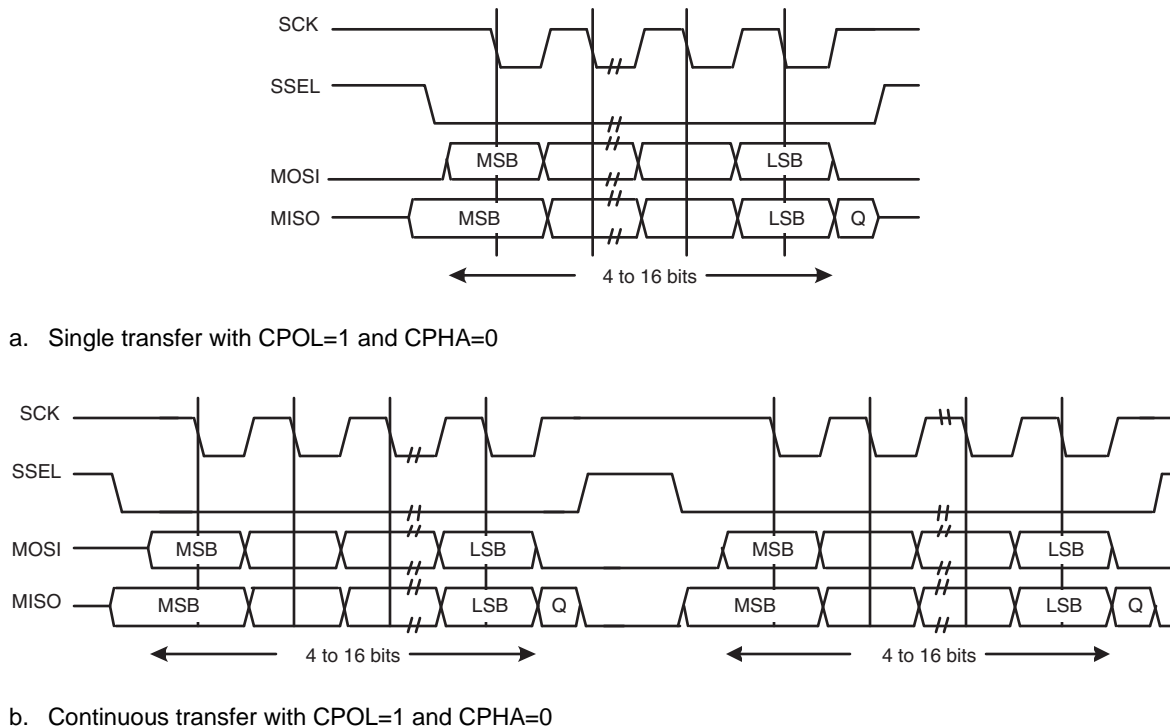 SCK
SSEL
MOSI MSB LSB
MISO MSB LSB Q
4 to 16 bits
a. Single transfer with CPOL=1 and CPHA=0
SCK
SSEL
MOSI MSB LSB MSB LSB
MISO MSB LSB Q MSB LSB Q
4 to 16 bits 4 to 16 bits
b. Continuous transfer with CPOL=1 and CPHA=0